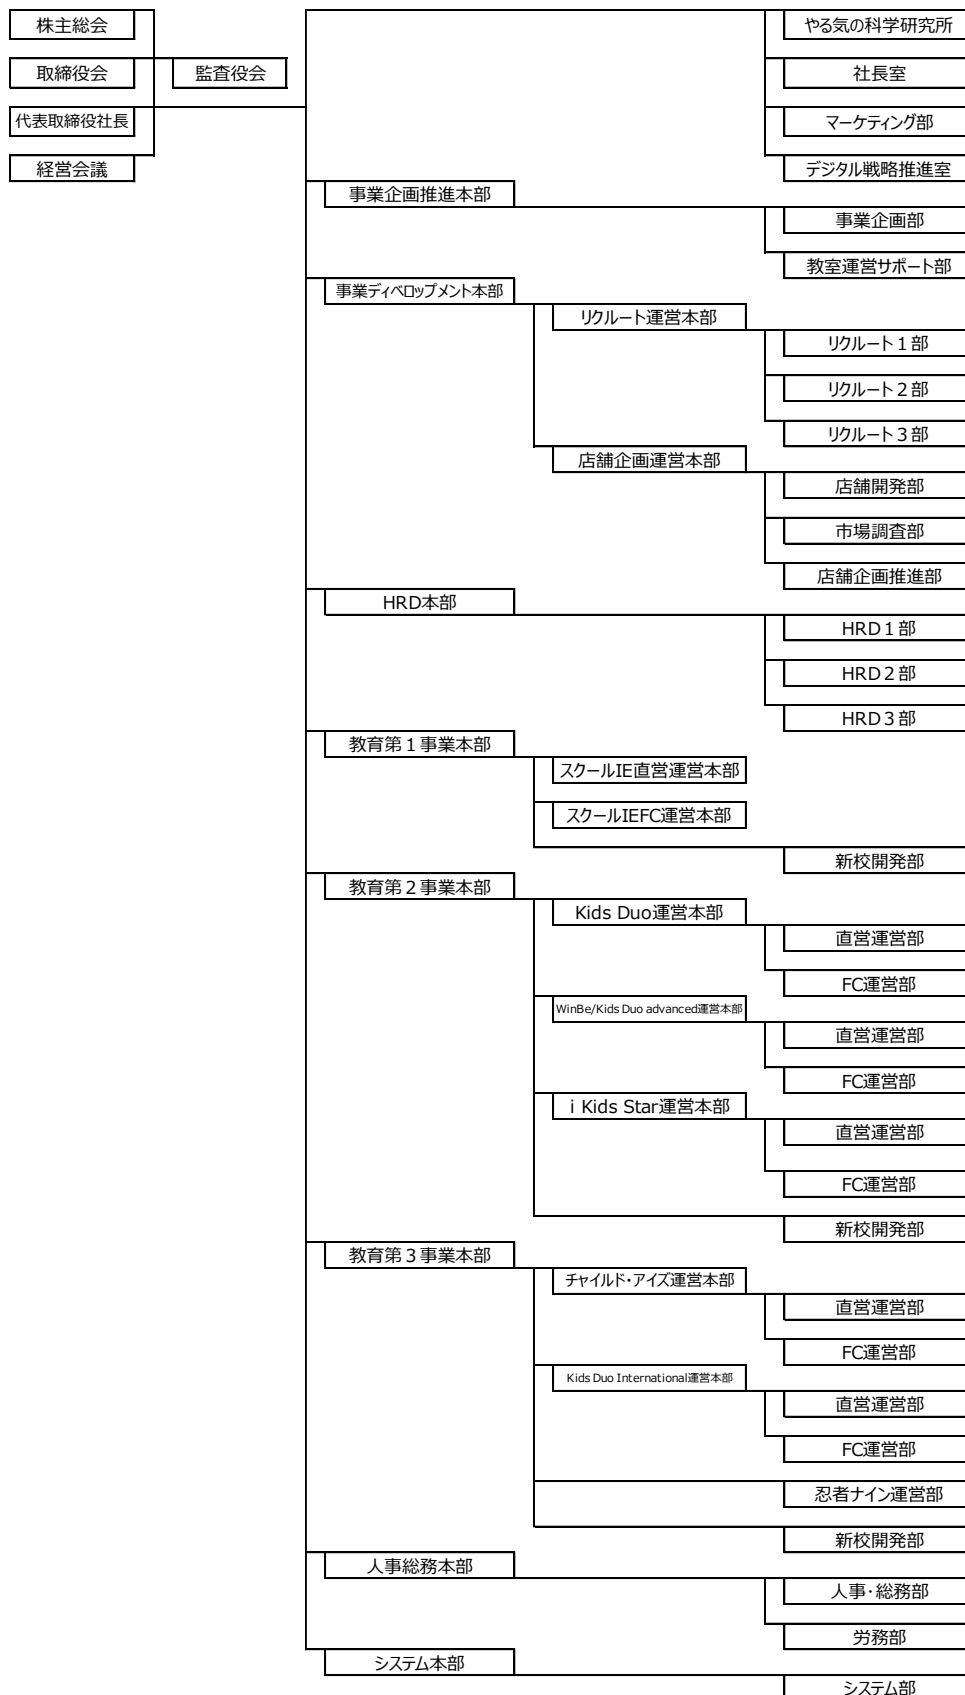 株主総会
やる気の科学研究所
取締役会
監査役会
社長室
代表取締役社長
マーケティング部
経営会議
デジタル戦略推進室
事業企画推進本部
事業企画部
教室運営サポート部
事業ディベロップメント本部
リクルート運営本部
リクルート１部
リクルート２部
リクルート３部
店舗企画運営本部
店舗開発部
市場調査部
店舗企画推進部
HRD本部
HRD１部
HRD２部
HRD３部
教育第１事業本部
スクールIE直営運営本部
スクールIEFC運営本部
新校開発部
教育第２事業本部
Kids Duo運営本部
直営運営部
FC運営部
WinBe/Kids Duo advanced運営本部
直営運営部
FC運営部
i Kids Star運営本部
直営運営部
FC運営部
新校開発部
教育第３事業本部
チャイルド・アイズ運営本部
直営運営部
FC運営部
Kids Duo International運営本部
直営運営部
FC運営部
忍者ナイン運営部
新校開発部
人事総務本部
人事・総務部
労務部
システム本部
システム部